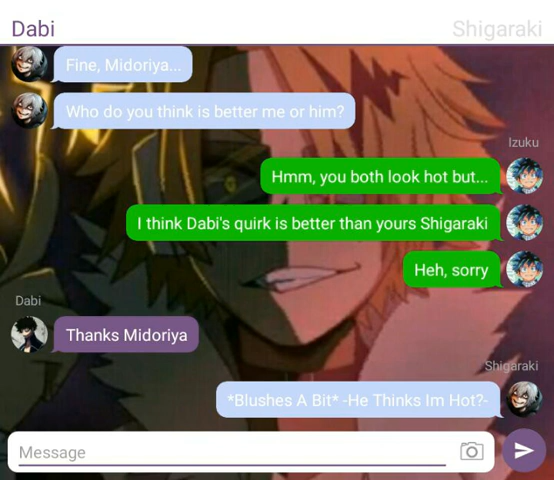 Dabi
Shigaraki
Fine, Midoriya...
Who do you think is better me or him?
Izuku
Hmm, you both look hot but...
I think Dabi's quirk is better than yours Shigaraki
Heh, sorry
Dabi
Thanks Midoriya
Shigaraki
*Blushes A Bit* -He Thinks Im Hot?-
Message